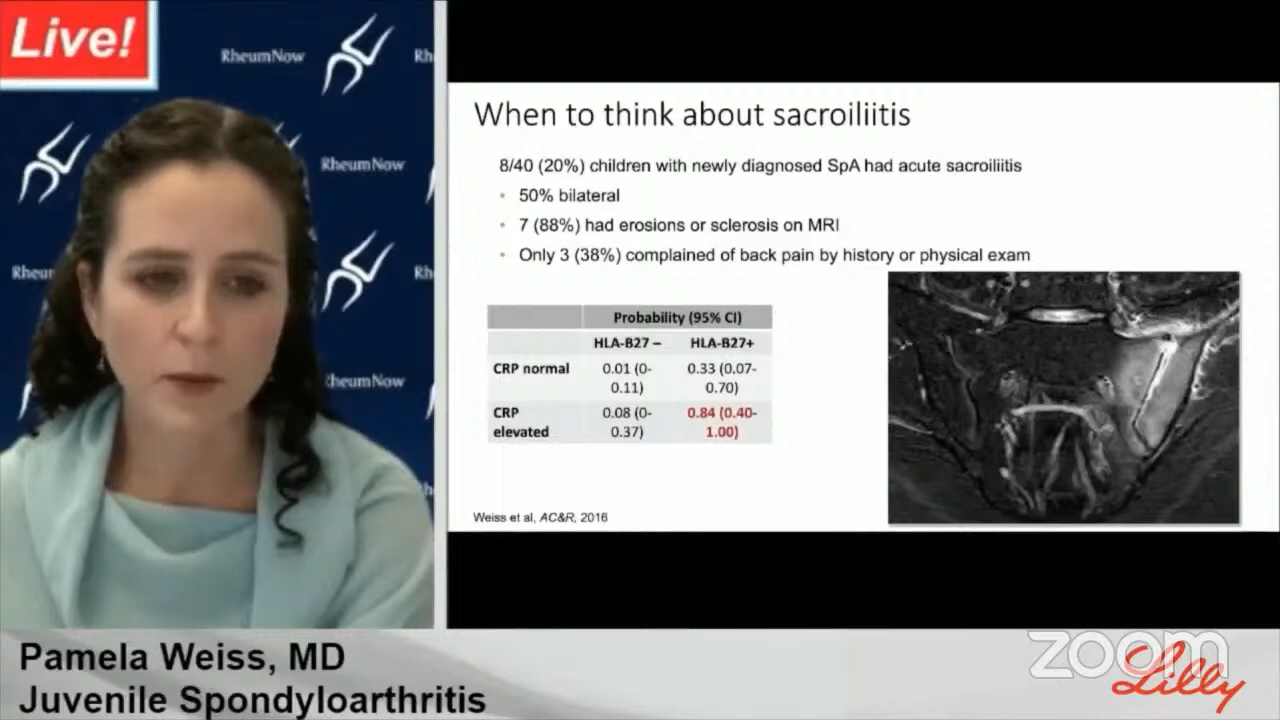 Live!
RheumNow
Rh
RheumNow
Rheum
Rh
RheumNow
Rh
When to think about sacroiliitis
8/40 (20%) children with newly diagnosed SpA had acute sacroiliitis
• 50% bilateral
• 7 (88%) had erosions or sclerosis on MRI
• Only 3 (38%) complained of back pain by history or physical exam
Probability (95% CI)
HLA-B27 – HLA-B27+
CRP normal 0.01 (0- 0.33 (0.07-
0.11) 0.70)
CRP 0.08 (0- 0.84 (0.40-
elevated 0.37) 1.00)
Weiss et al, AC&R, 2016
Pamela Weiss, MD
Juvenile Spondyloarthritis
zoom
Lilly